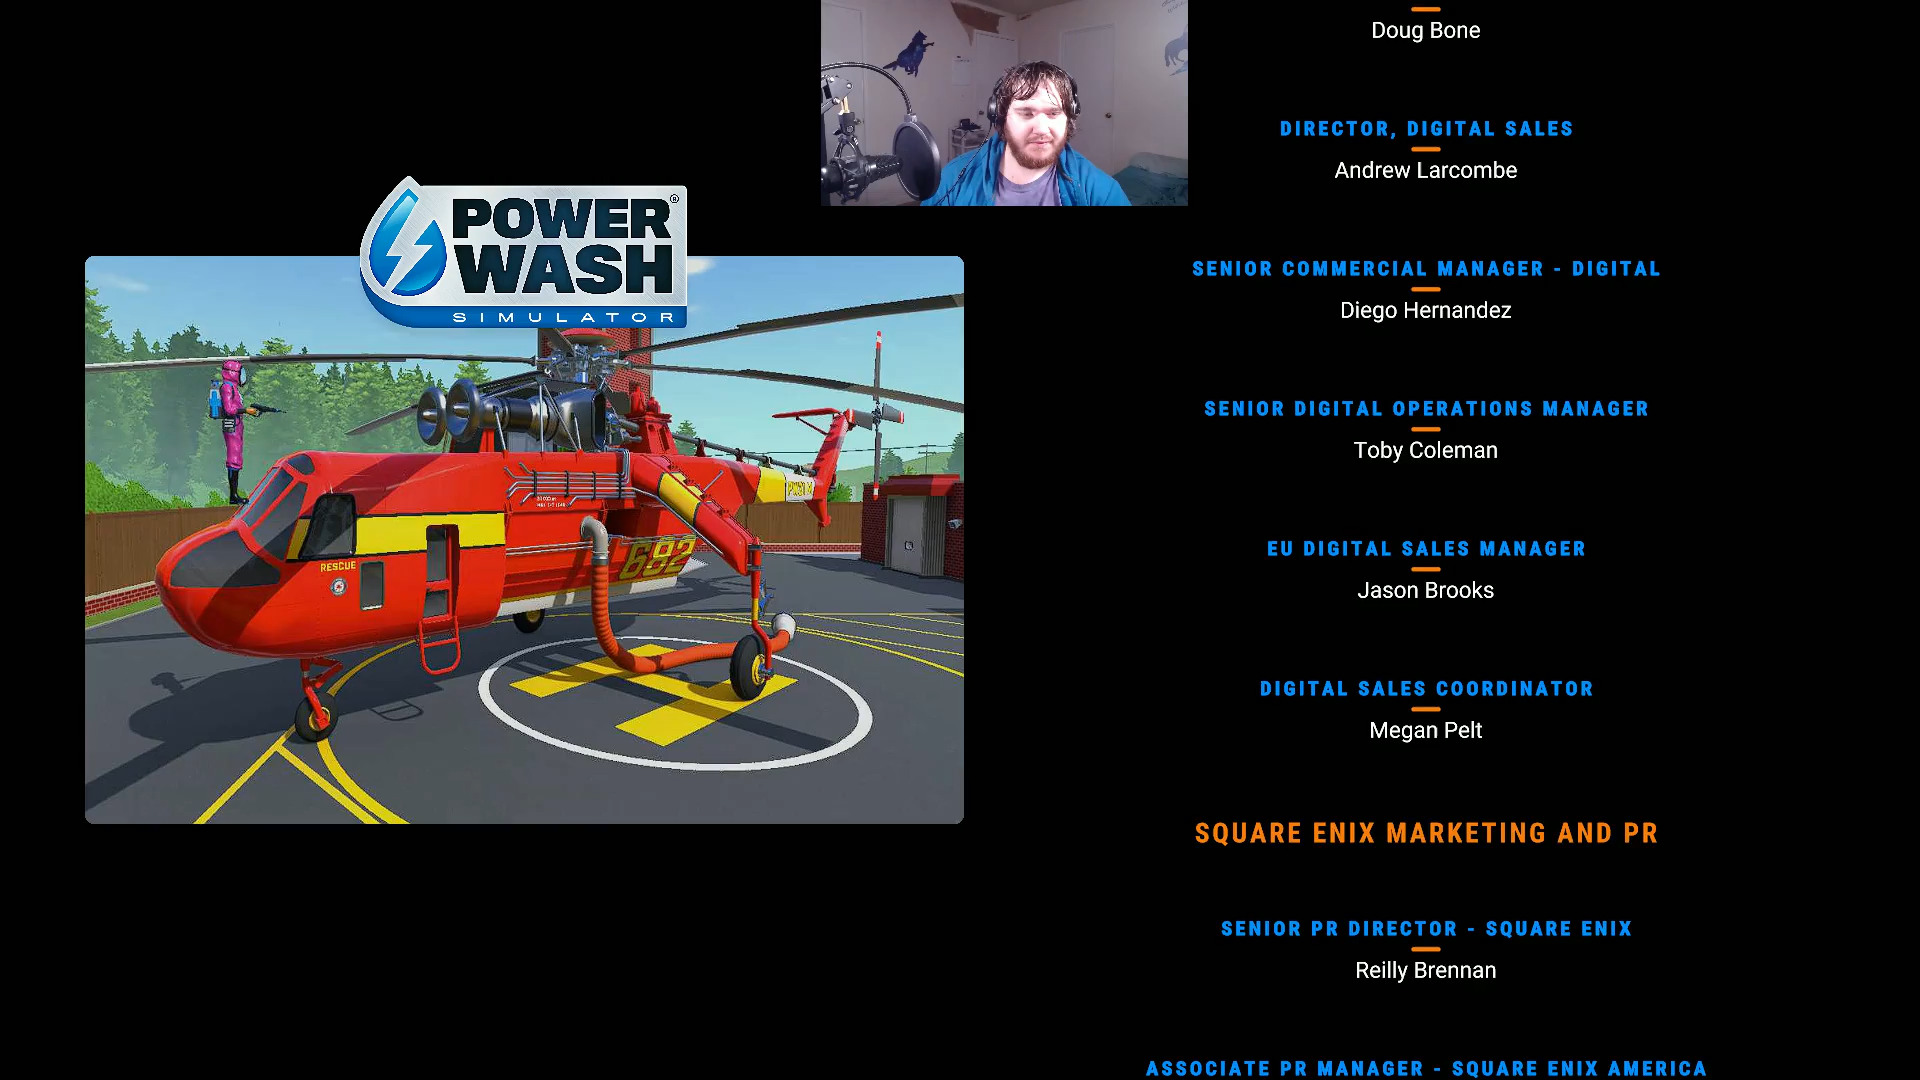 POWER
WASH
SIMULATOR
RESCUE
682
Doug Bone
DIRECTOR, DIGITAL SALES
Andrew Larcombe
SENIOR COMMERCIAL MANAGER - DIGITAL
Diego Hernandez
SENIOR DIGITAL OPERATIONS MANAGER
Toby Coleman
EU DIGITAL SALES MANAGER
Jason Brooks
DIGITAL SALES COORDINATOR
Megan Pelt
SQUARE ENIX MARKETING AND PR
SENIOR PR DIRECTOR - SQUARE ENIX
Reilly Brennan
ASSOCIATE PR MANAGER - SQUARE ENIX AMERICA